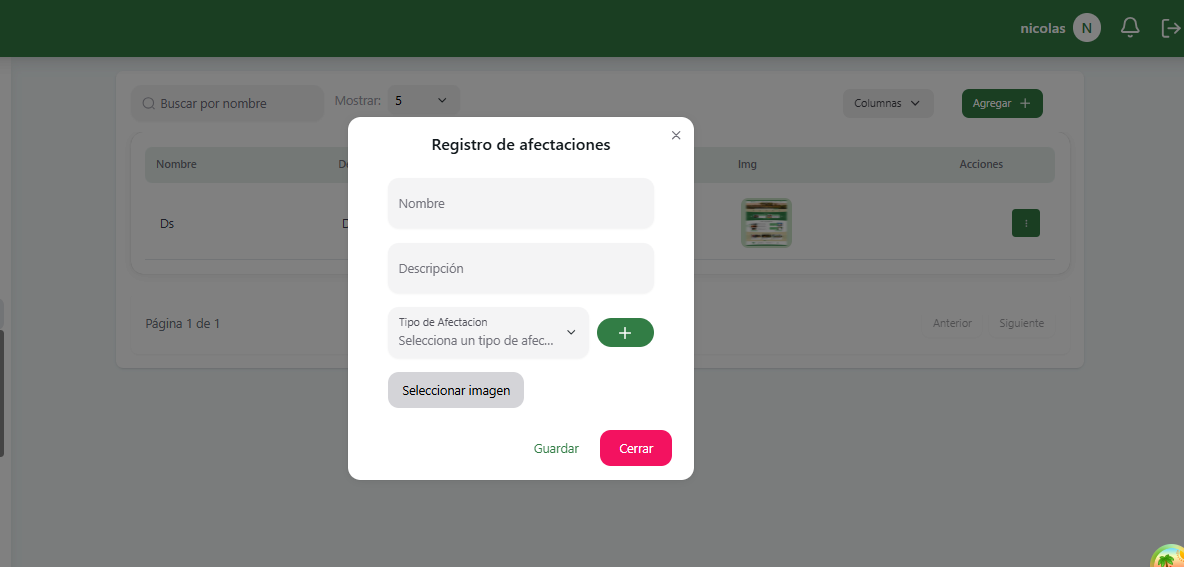 nicolas N
Buscar por nombre
Mostrar: 5
Columnas
Agregar
Registro de afectaciones
Nombre
Img
Acciones
Nombre
Ds
Descripción
Tipo de Afectacion
Selecciona un tipo de afec...
Página 1 de 1
Anterior
Siguiente
Seleccionar imagen
Guardar
Cerrar